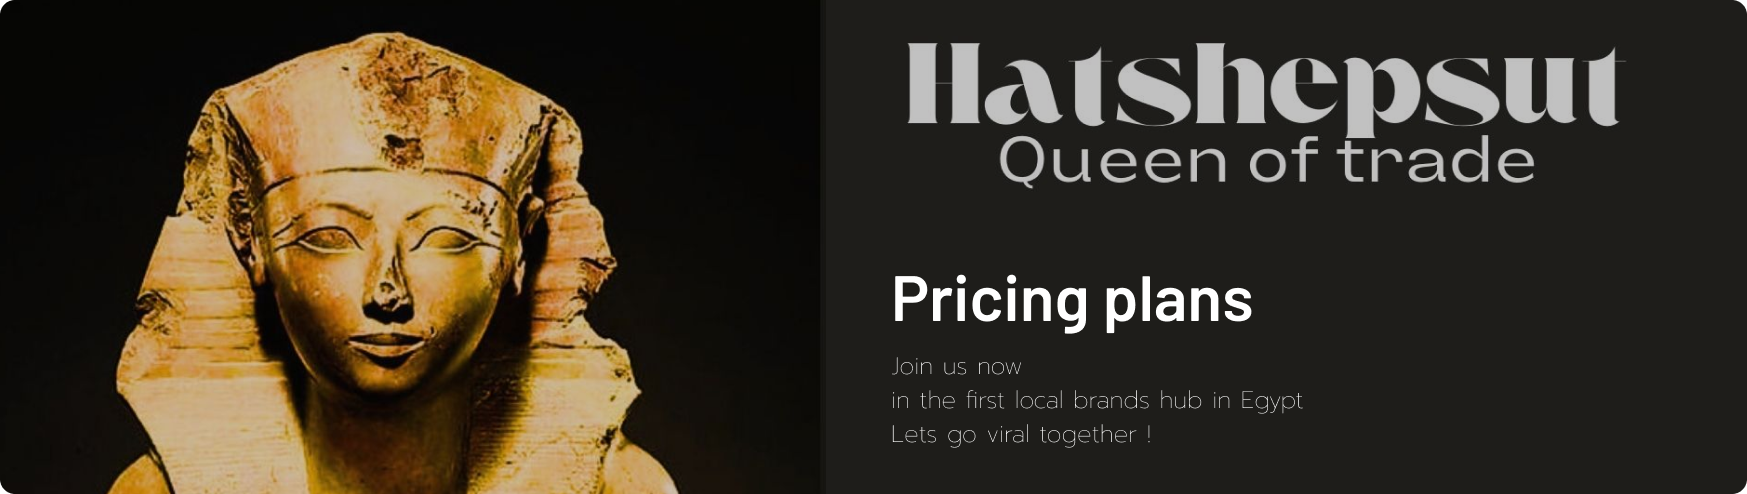 Hatshepsut
Queen of trade
Pricing plans
Join us now
in the first local brands hub in Egypt
Lets go viral together !